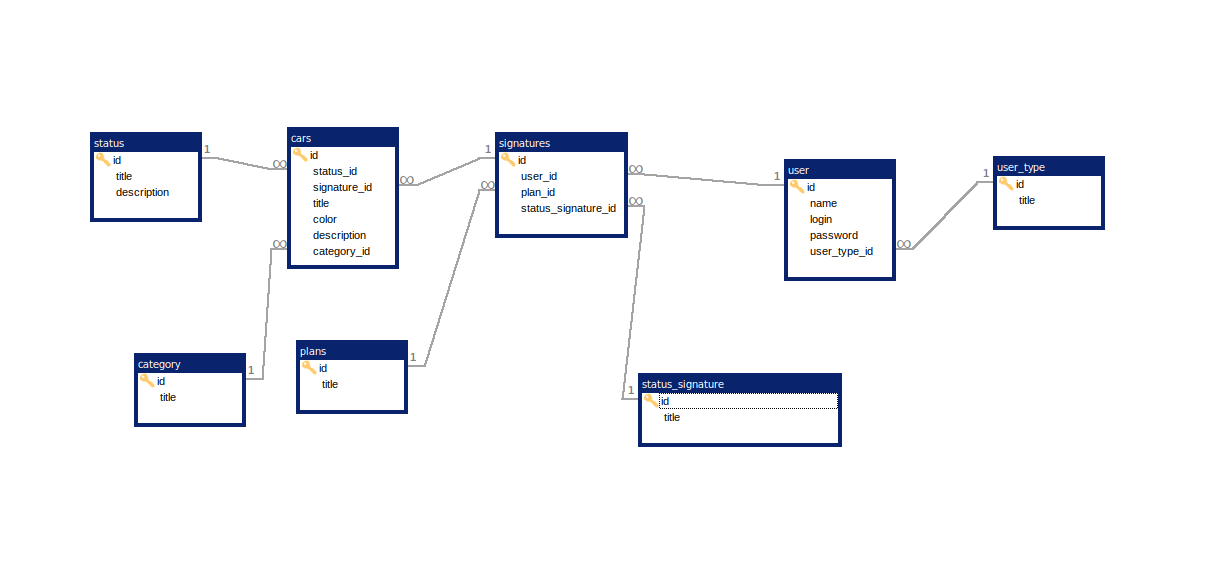 status
id
title
description
1
∞
cars
id
status_id
signature_id
title
color
description
category_id
∞
∞
1
signatures
id
user_id
plan_id
status_signature_id
∞
∞
∞
1
user
id
name
login
password
user_type_id
∞
1
user_type
id
title
category
id
title
1
plans
id
title
1
1
status_signature
id
title